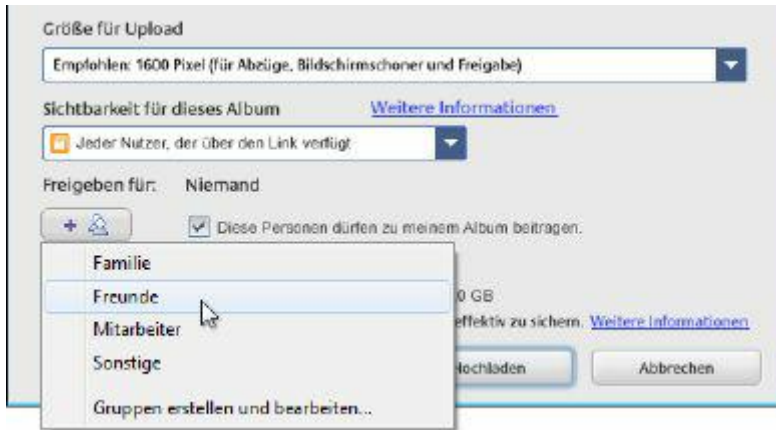 Größe für Upload
Empfohlen: 1600 Pixel (für Abzüge, Bildschirmschoner und Freigabe)
Sichtbarkeit für dieses Album Weitere Informationen
Jeder Nutzer, der über den Link verfügt
Freigeben für: Niemand
Diese Personen dürfen zu meinem Album beitragen.
Familie
Freunde 0 GB
Mitarbeiter effektiv zu sichern. Weitere Informationen
Sonstige Hochladen Abbrechen
Gruppen erstellen und bearbeiten...